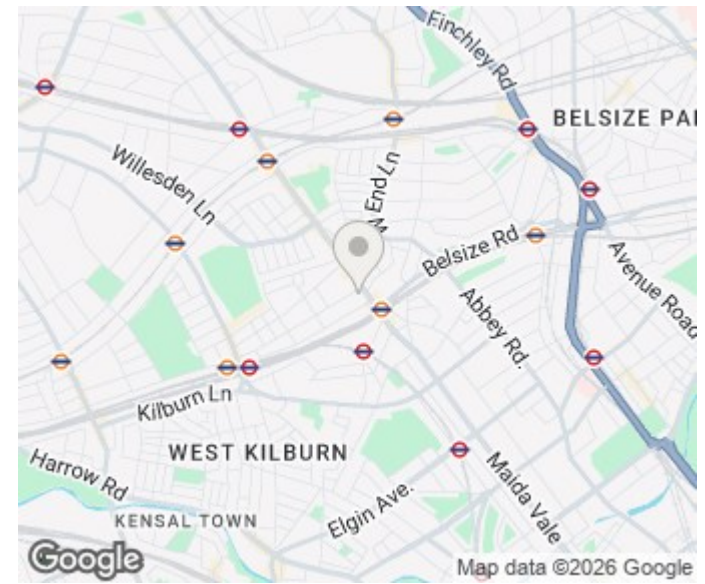 Finchley Rd
BELSIZE PAI
Willesden Ln
W End Ln
Belsize Rd
Avenue Road
Abbey Rd.
Kilburn Ln
WEST KILBURN
Harrow Rd
Elgin Ave.
Maida Vale
KENSAL TOWN
Google
Map data ©2026 Google